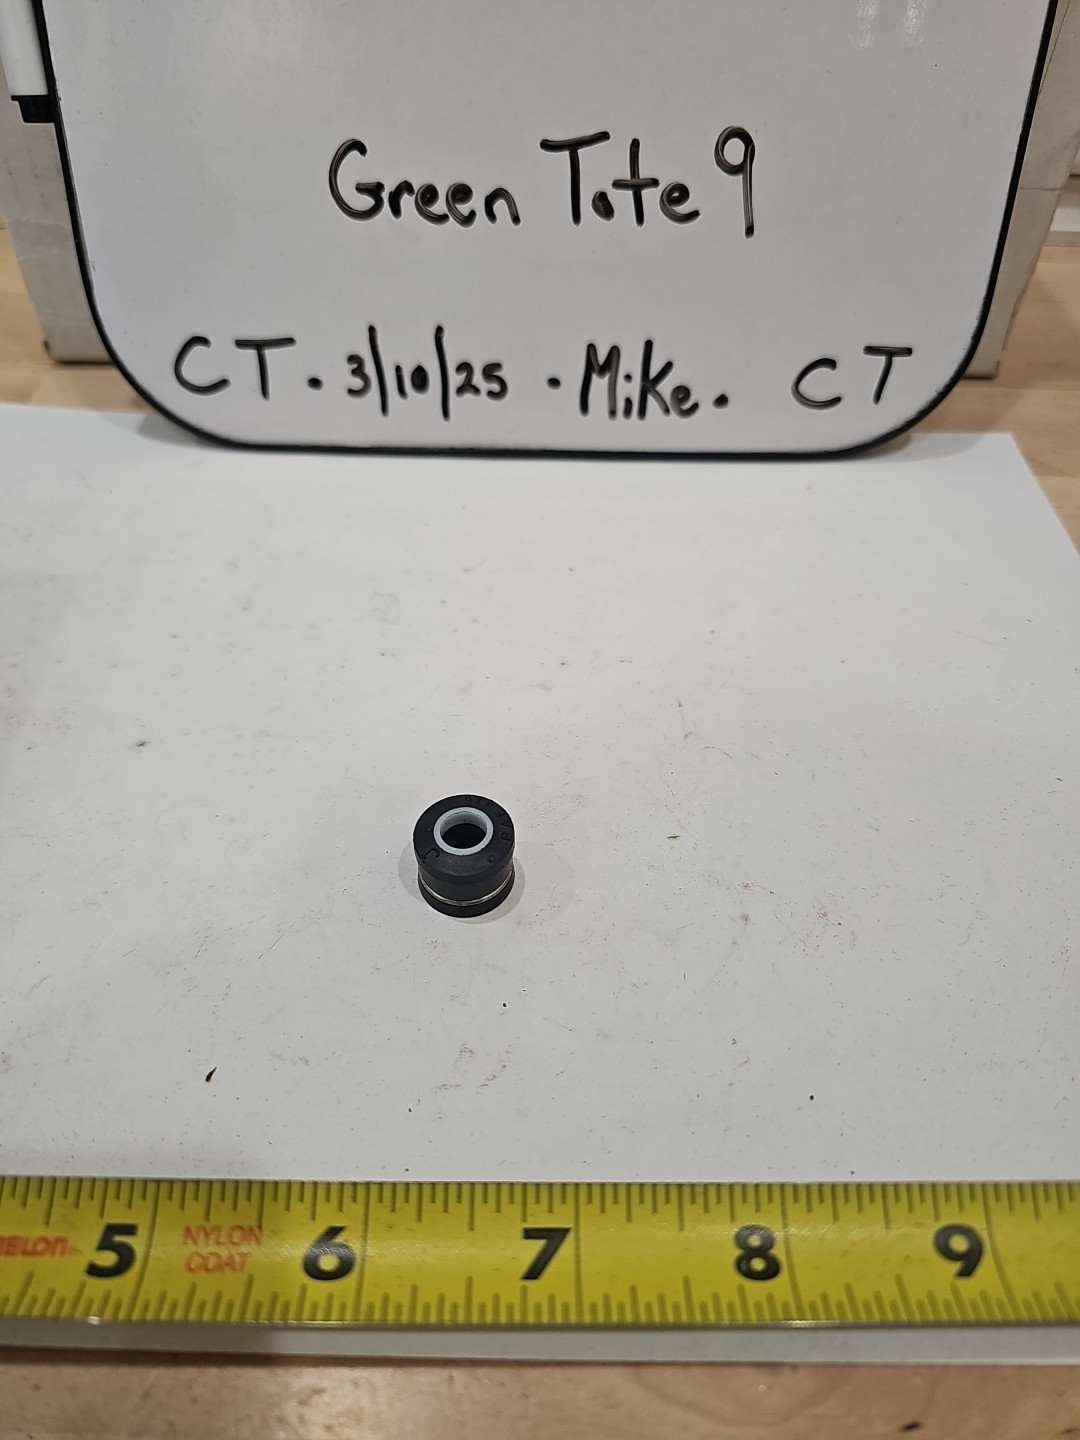 Green Tote 9
CT. 3/10/25 . Mike. CT
NYLON
COAT
5 6 7 8 9